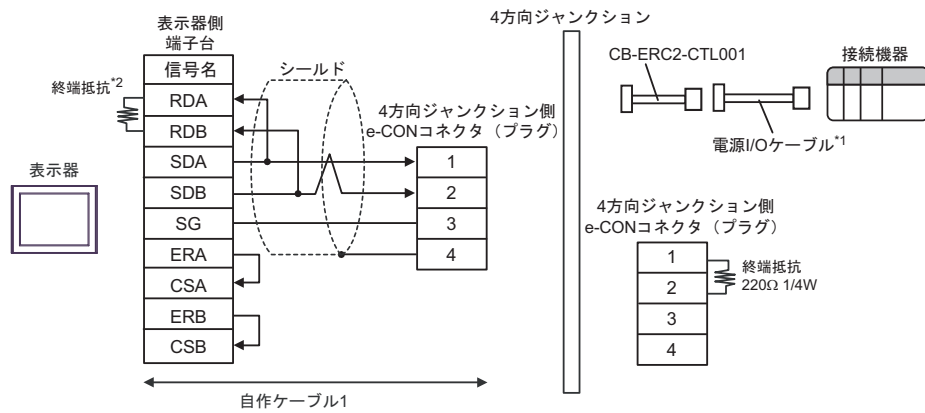 表示器
表示器側
端子台
信号名
RDA
RDB
SDA
SDB
SG
ERA
CSA
ERB
CSB
終端抵抗*2
シールド
4方向ジャンクション側
e-CONコネクタ（プラグ）
1
2
3
4
自作ケーブル1
4方向ジャンクション
CB-ERC2-CTL001
電源I/Oケーブル*1
接続機器
4方向ジャンクション側
e-CONコネクタ（プラグ）
1
2
3
4
終端抵抗
220Ω 1/4W